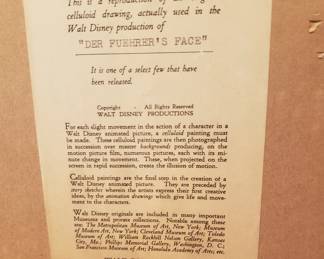 This is a reproduction
celluloid drawing, actually used in the
Walt Disney production of
"DER FUEHRER'S FACE"
It is one of a select few that have
been released.
Copyright - All Rights Reserved
WALT DISNEY PRODUCTIONS
For each slight movement in the action of a character in
a Walt Disney animated picture, a celluloid painting must
be made. These celluloid paintings are then photographed
in succession over master background producing, on the
motion picture film, numerous pictures, each with its mi-
nute change in movement. These, when projected on the
screen in rapid succession, create the illusion of motion.
Celluloid paintings are the final step in the creation of a
Walt Disney animated picture. They are preceded by
story sketches wherein the artists express their first creative
ideas, by the animation drawings which give life and move-
ment to the characters.
Walt Disney originals are included in many important
Museums and private collections. Notable among these
are: The Metropolitan Museum of Art, New York; Museum
of Modern Art, New York; Cleveland Museum of Art; Toledo
Museum of Art; William Rockhill Nelson Gallery, Kansas
City, Mo.; Phillips Memorial Gallery, Washington, D. C.;
San Francisco Museum of Art; Honolulu Academy of Arts; etc.